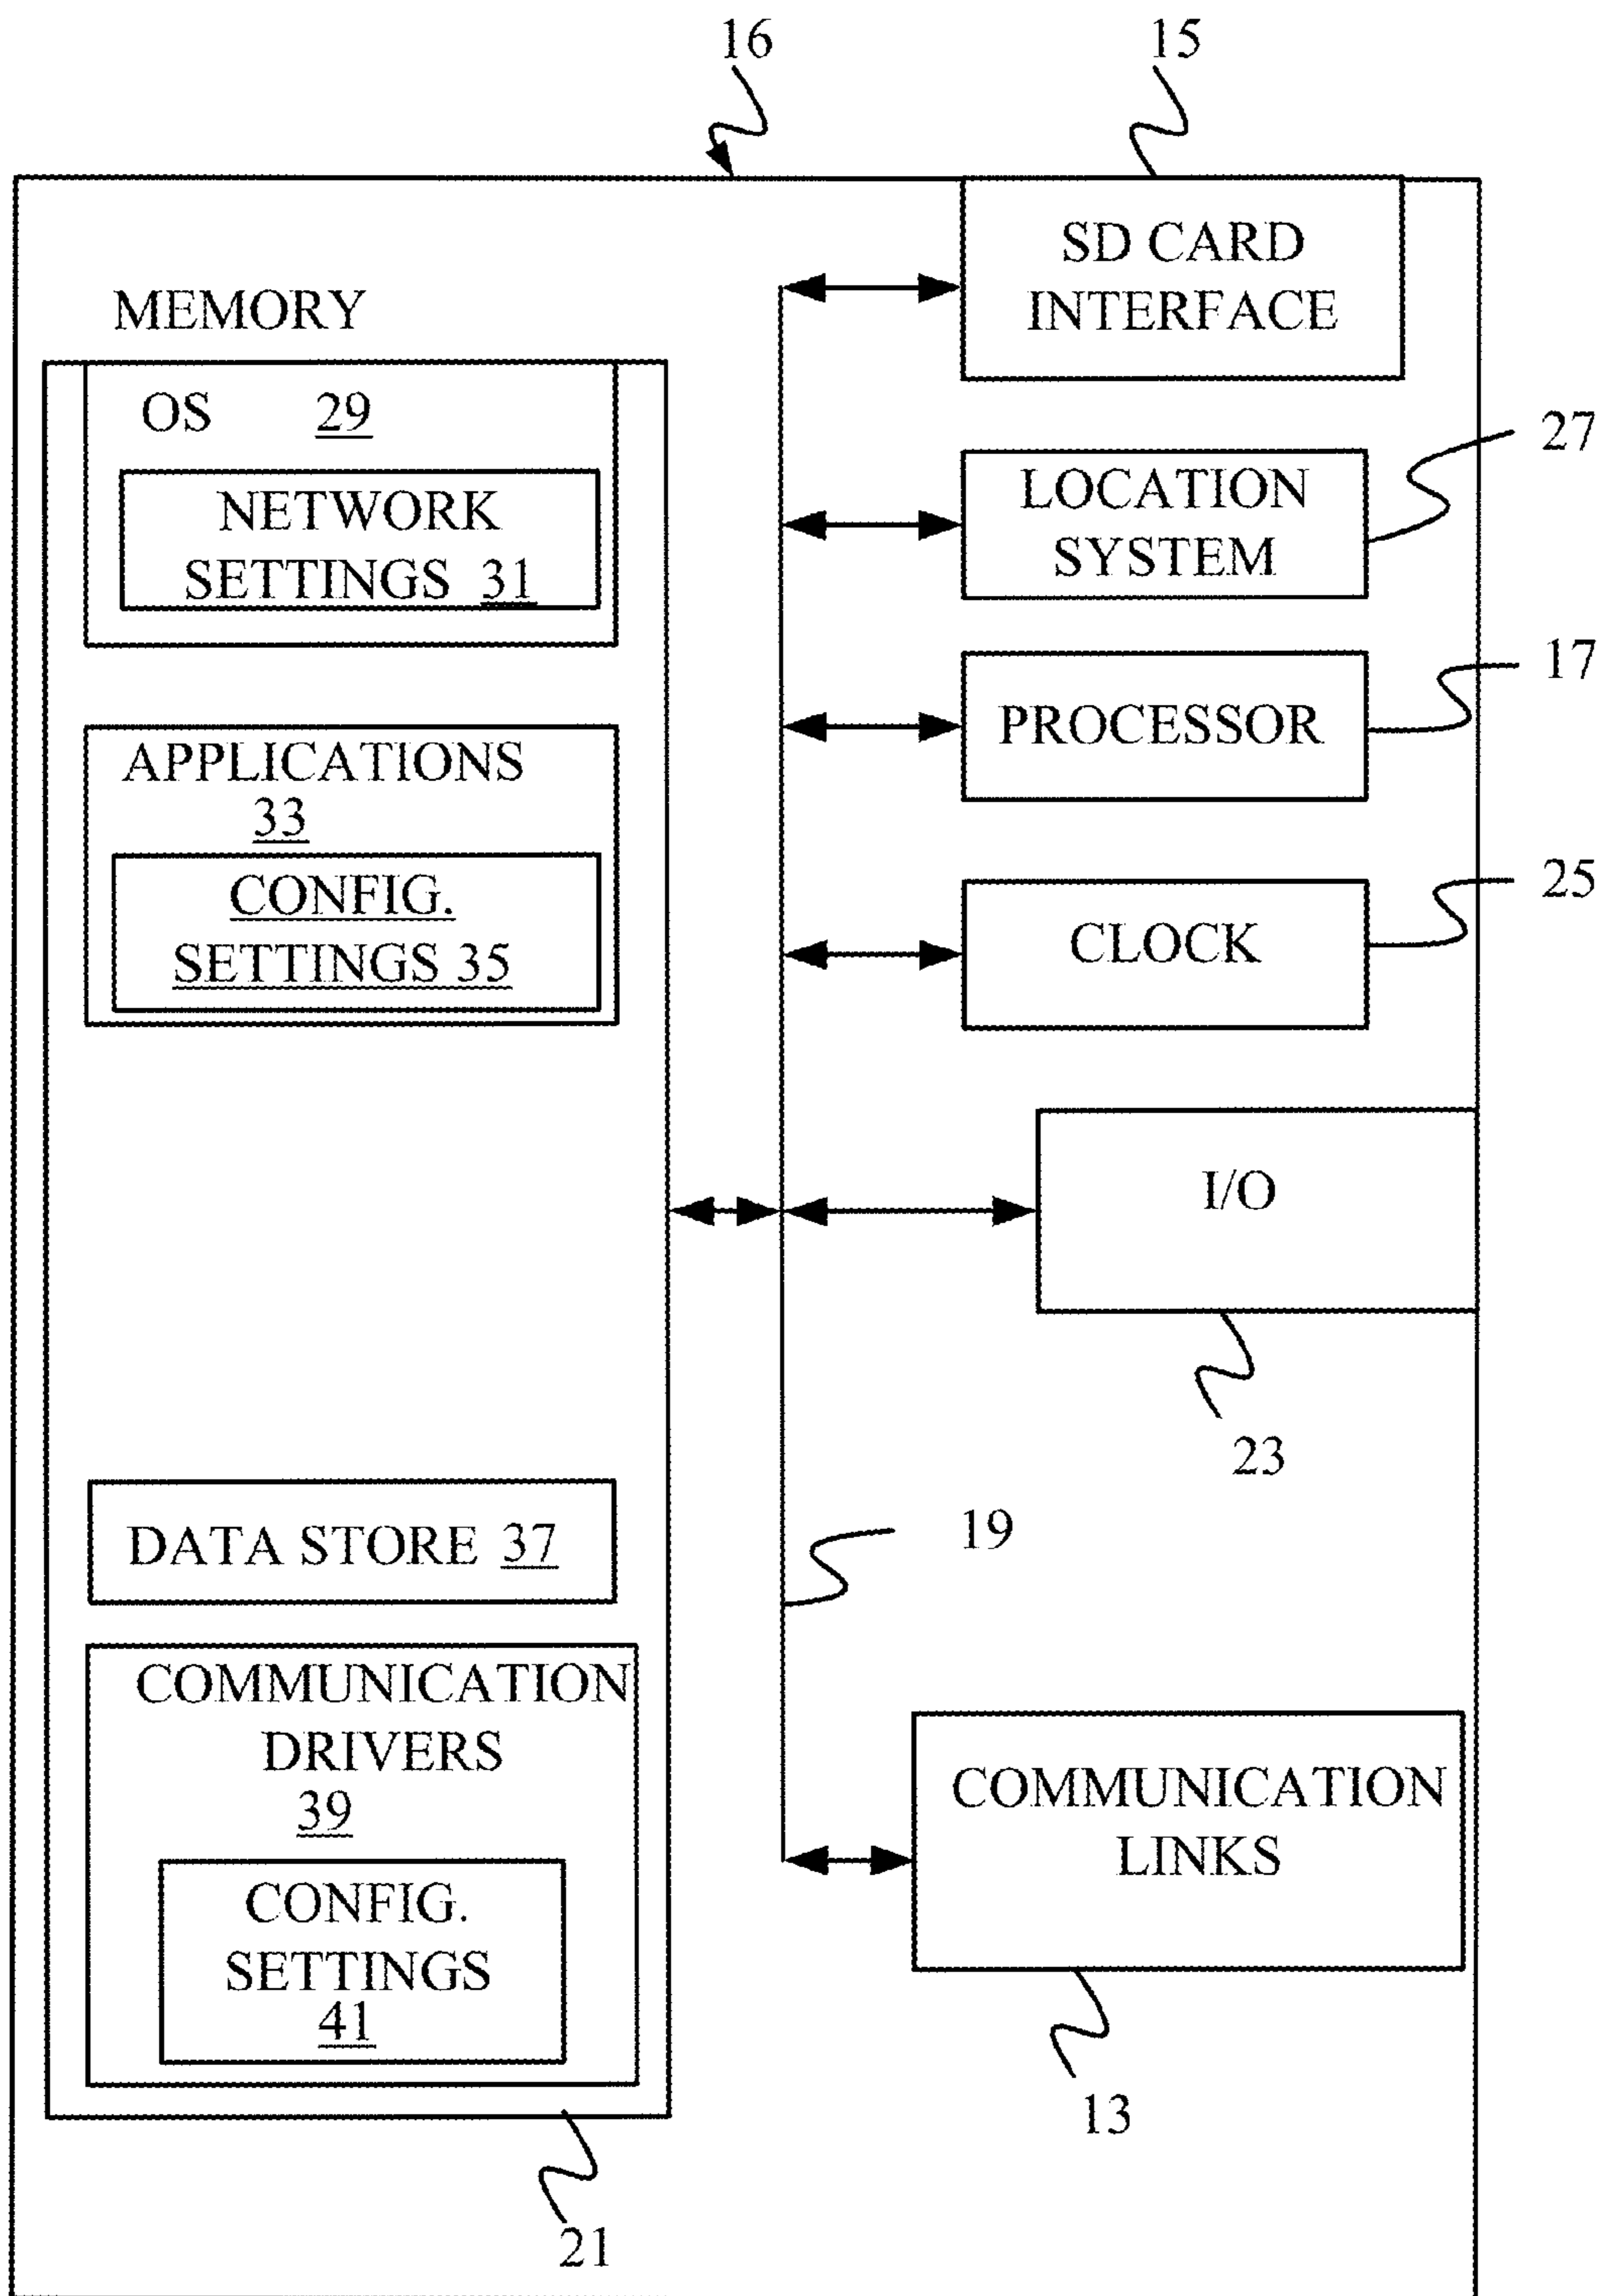 16
15
SD CARD
INTERFACE
MEMORY
OS 29
NETWORK
SETTINGS 31
27
LOCATION
SYSTEM
17
PROCESSOR
APPLICATIONS
33
CONFIG.
SETTINGS 35
25
CLOCK
I/O
23
19
DATA STORE 37
COMMUNICATION
DRIVERS
39
CONFIG.
SETTINGS
41
COMMUNICATION
LINKS
13
21